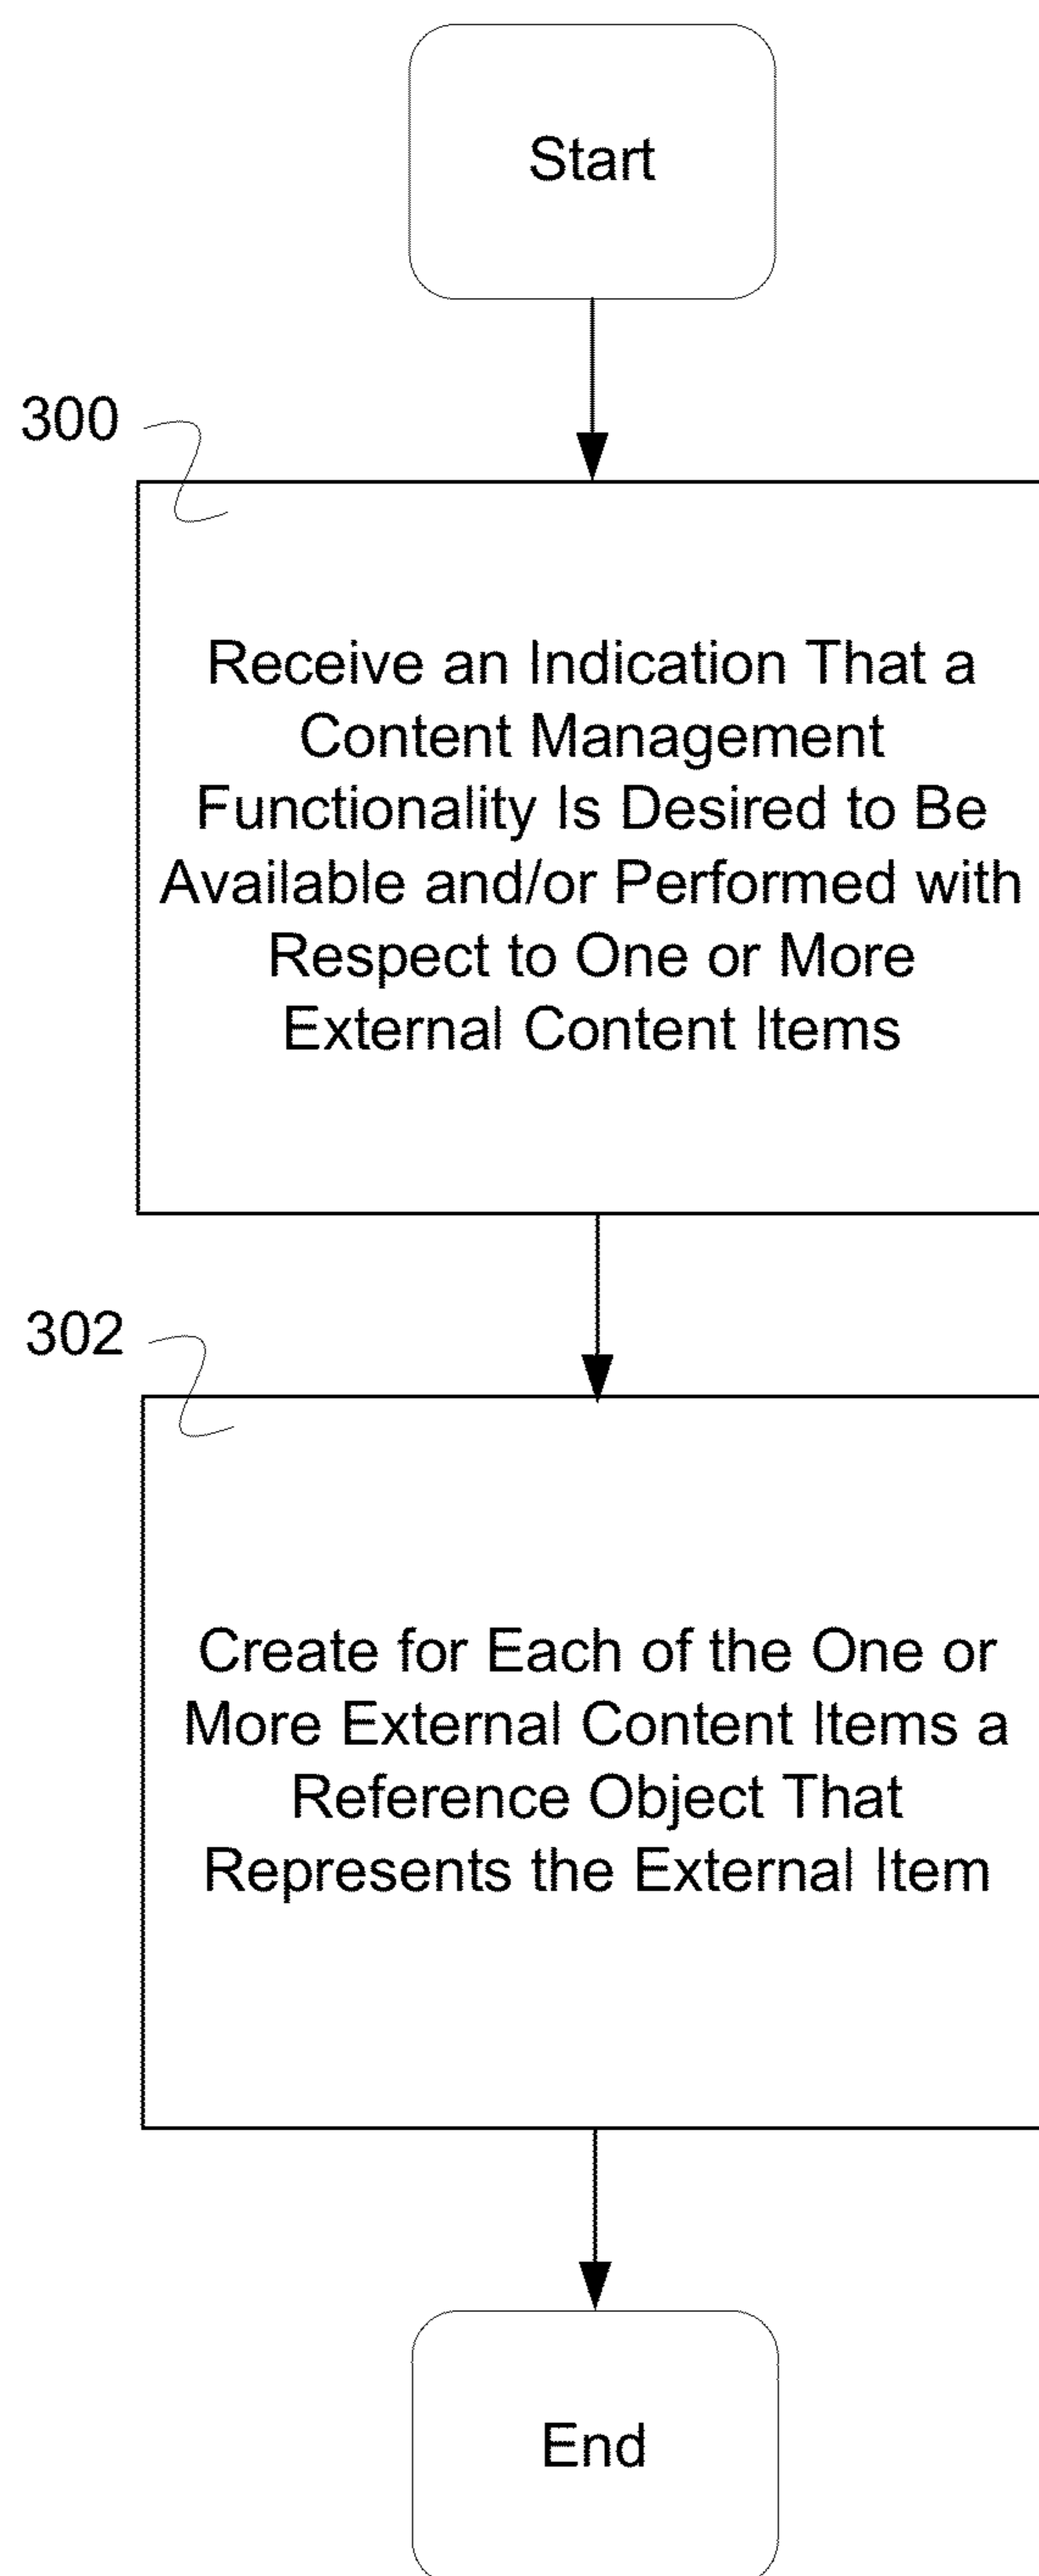 Start
300
Receive an Indication That a
Content Management
Functionality Is Desired to Be
Available and/or Performed with
Respect to One or More
External Content Items
302
Create for Each of the One or
More External Content Items a
Reference Object That
Represents the External Item
End